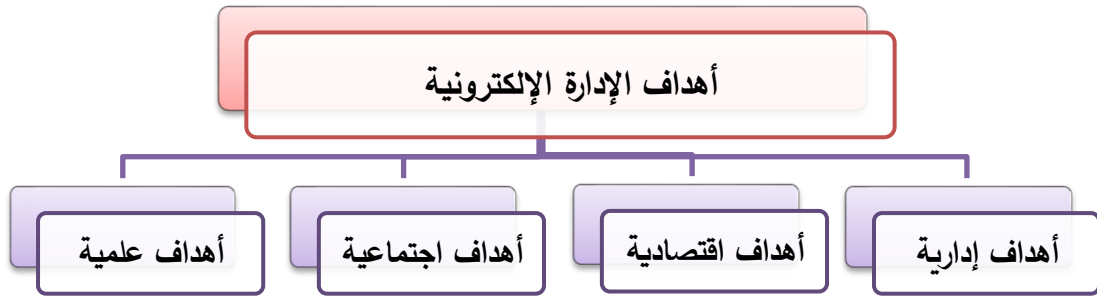 أهداف الإدارة الإلكترونية
أهداف إدارية
أهداف اقتصادية
أهداف اجتماعية
أهداف علمية